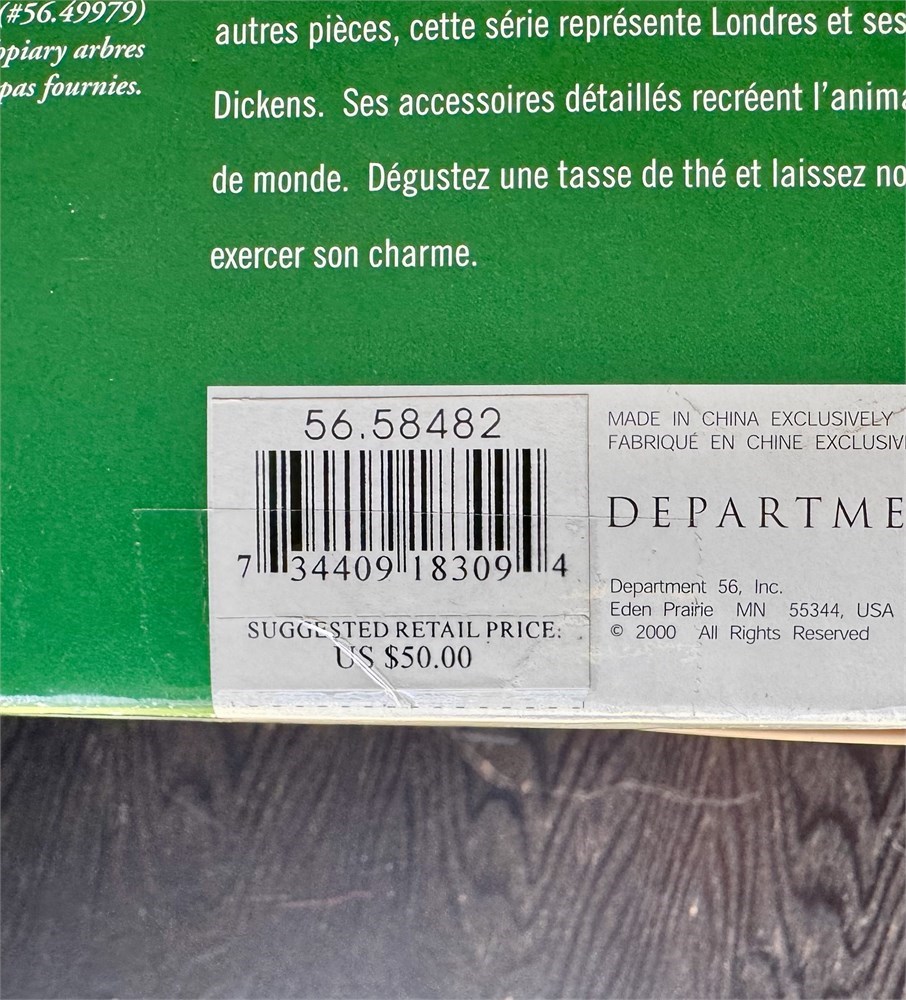 (#56.49979)
arbres
pas fournies.
autres pièces, cette série représente Londres et ses
Dickens. Ses accessoires détaillés recréent l'anima
de monde. Dégustez une tasse de thé et laissez no
exercer son charme.
56.58482
7 34409 18309 4
SUGGESTED RETAIL PRICE:
US $50.00
MADE IN CHINA EXCLUSIVELY
FABRIQUÉ EN CHINE EXCLUSIV
DEPARTME
Department 56, Inc.
Eden Prairie MN 55344, USA
© 2000 All Rights Reserved